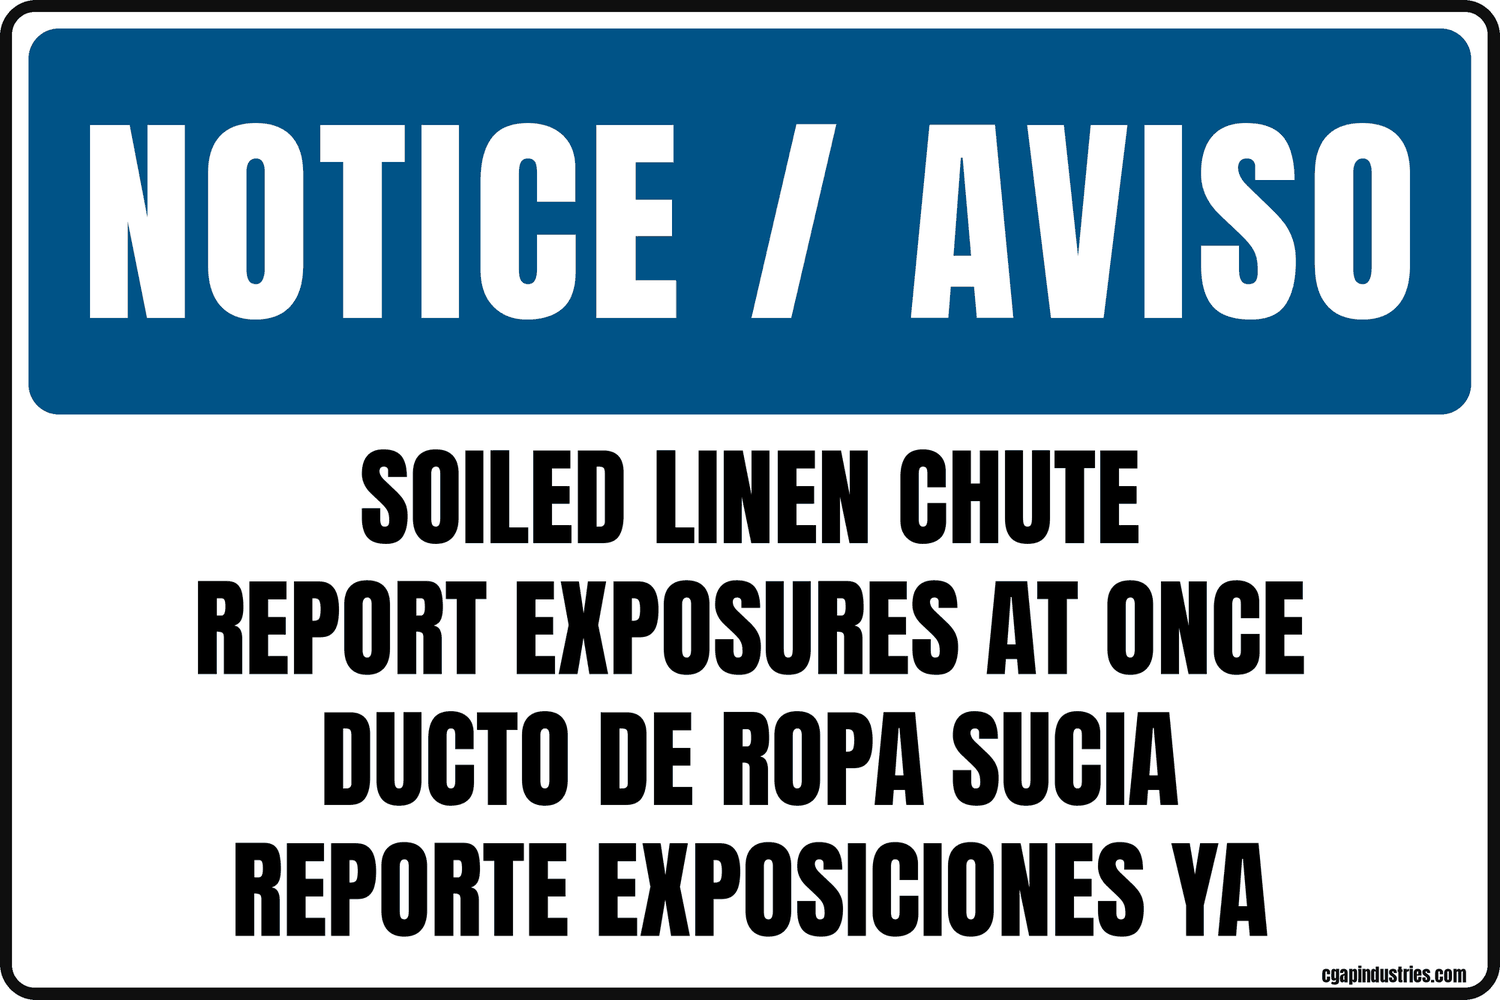 NOTICE / AVISO
SOILED LINEN CHUTE
REPORT EXPOSURES AT ONCE
DUCTO DE ROPA SUCIA
REPORTE EXPOSICIONES YA
cgapindustries.com